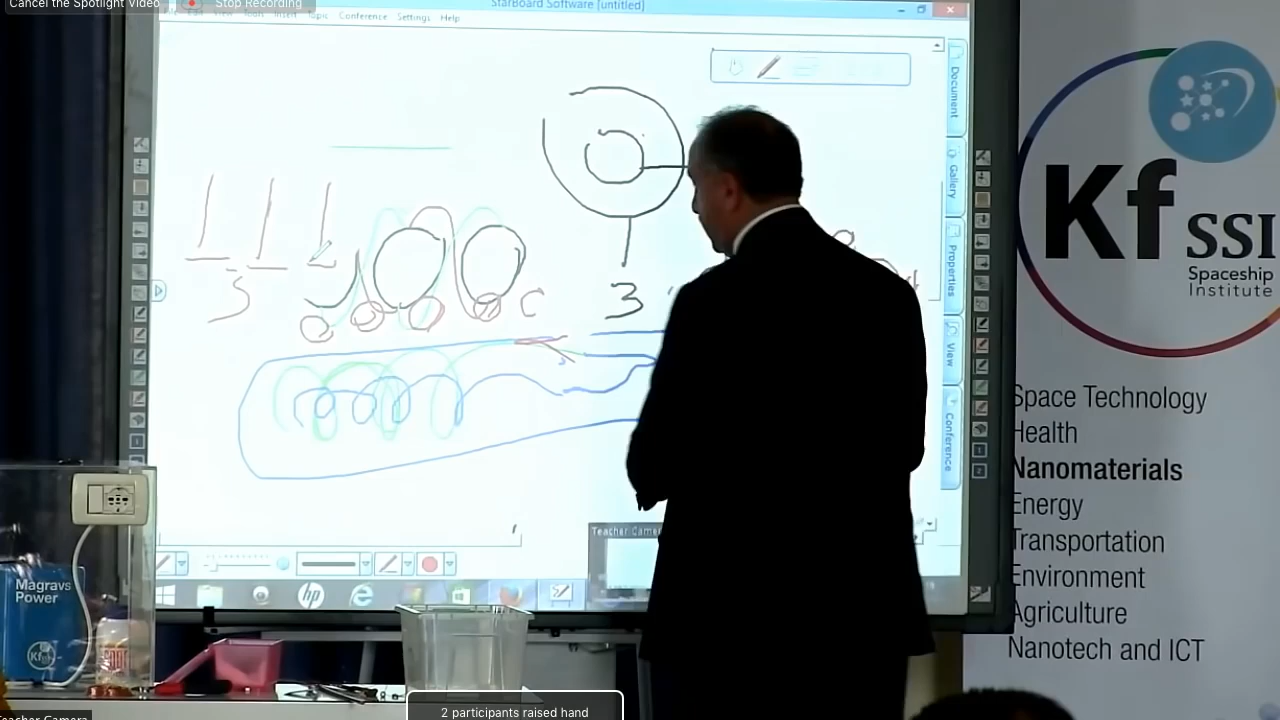 Cancel the Spotlight Video
Stop Recording
StarBoard Software [untitled]
Conference Settings Help
Document
Gallery
Properties
View
Conference
S
C
3
Teacher Camera
hp
Magravs
Power
Kf
SSI
Spaceship
Institute
Space Technology
Health
Nanomaterials
Energy
Transportation
Environment
Agriculture
Nanotech and ICT
2 participants raised hand
Teacher Camera